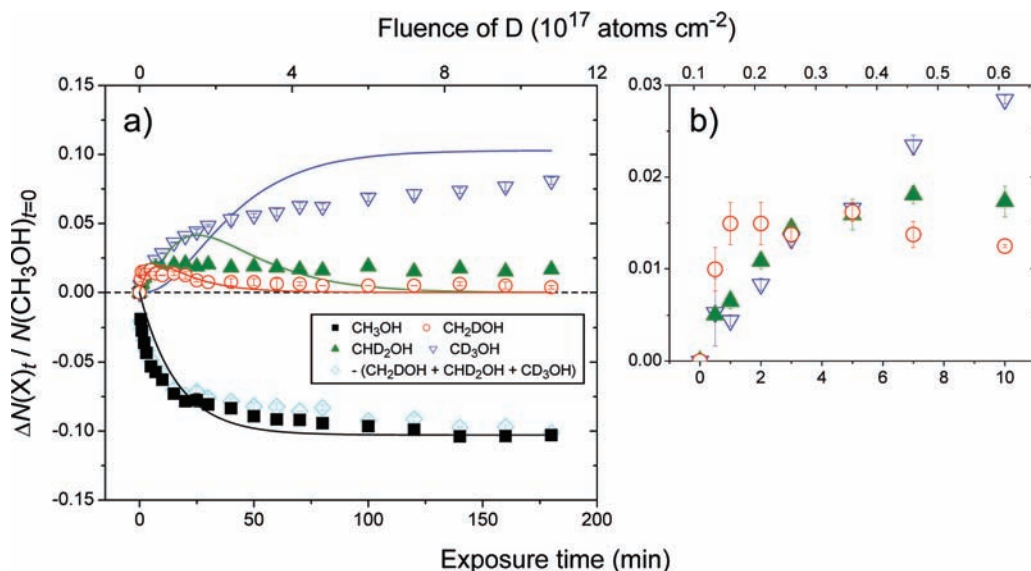 Fluence of D (10^17 atoms cm^-2)
0 4 8 12
0.1 0.2 0.3 0.4 0.5 0.6
a)
b)
0.15
0.10
0.05
0.00
-0.05
-0.10
-0.15
0.03
0.02
0.01
0.00
ΔN(X)t / N(CH3OH)t=0
CH3OH CH2DOH
CHD2OH CD3OH
- (CH2DOH + CHD2OH + CD3OH)
0 50 100 150 200
0 2 4 6 8 10
Exposure time (min)